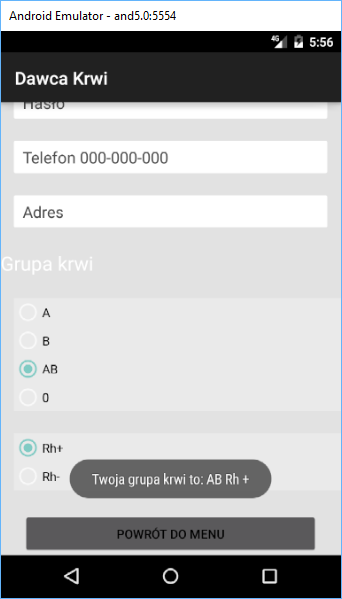 Android Emulator - and5.0:5554
4G 5:56
Dawca Krwi
Hasło
Telefon 000-000-000
Adres
Grupa krwi
A
B
AB
0
Rh+
Rh-
Twoja grupa krwi to: AB Rh +
POWRÓT DO MENU